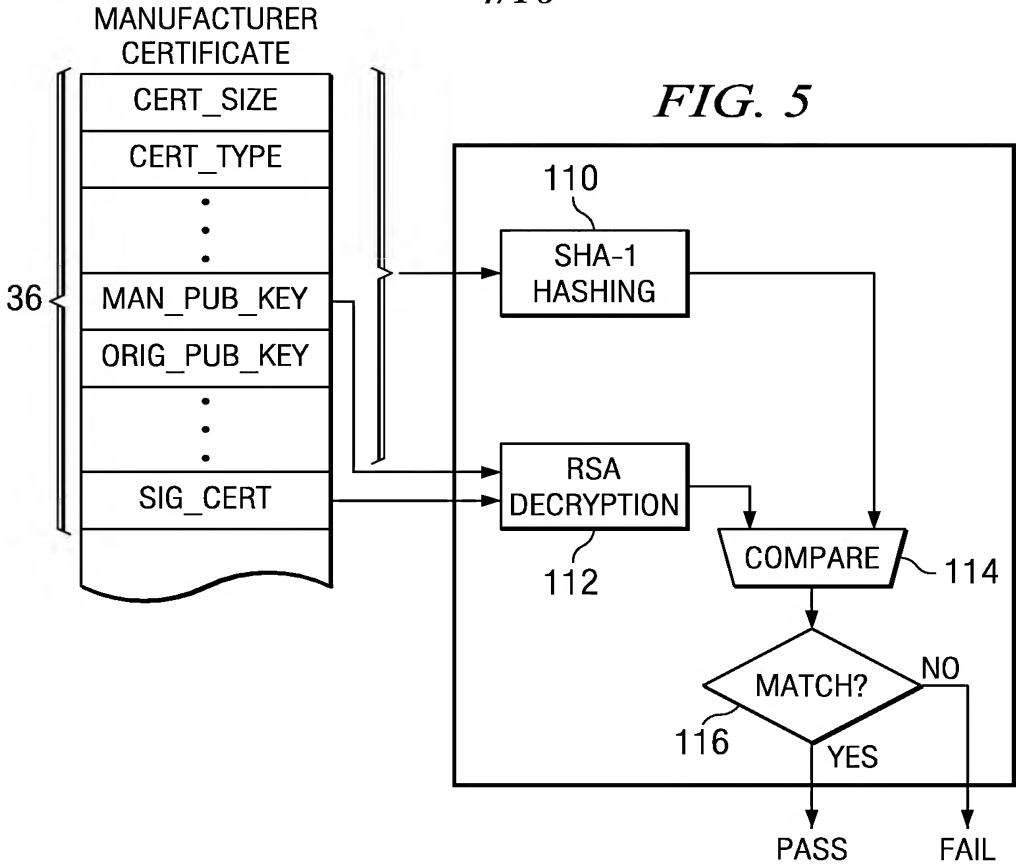 MANUFACTURER
CERTIFICATE
CERT_SIZE
CERT_TYPE
MAN_PUB_KEY
ORIG_PUB_KEY
SIG_CERT
36
FIG. 5
110
SHA-1
HASHING
RSA
DECRYPTION
112
COMPARE
114
MATCH?
116
NO
YES
PASS
FAIL